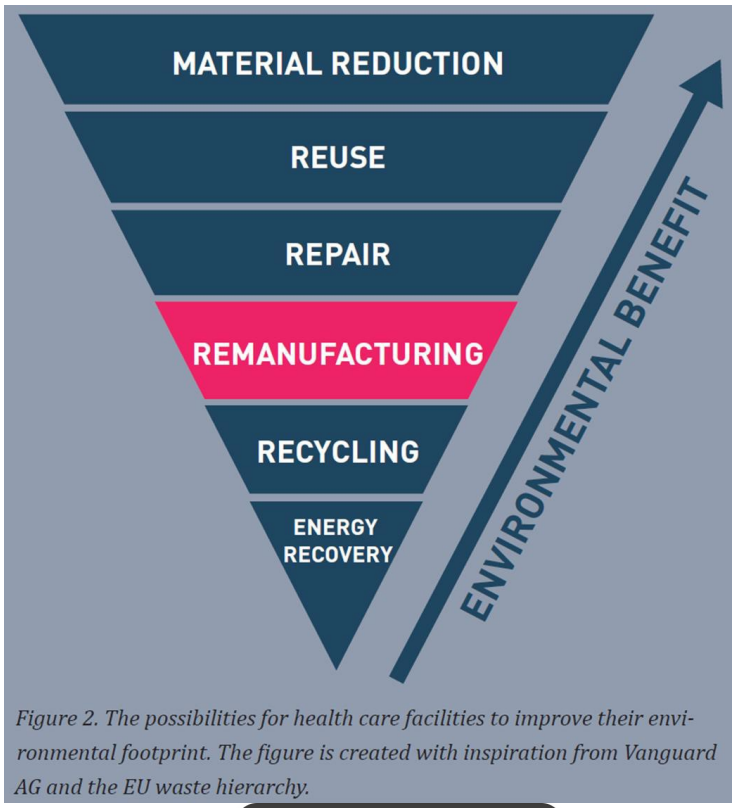 MATERIAL REDUCTION
REUSE
REPAIR
REMANUFACTURING
RECYCLING
ENERGY
RECOVERY
ENVIRONMENTAL BENEFIT
Figure 2. The possibilities for health care facilities to improve their envi-
ronmental footprint. The figure is created with inspiration from Vanguard
AG and the EU waste hierarchy.